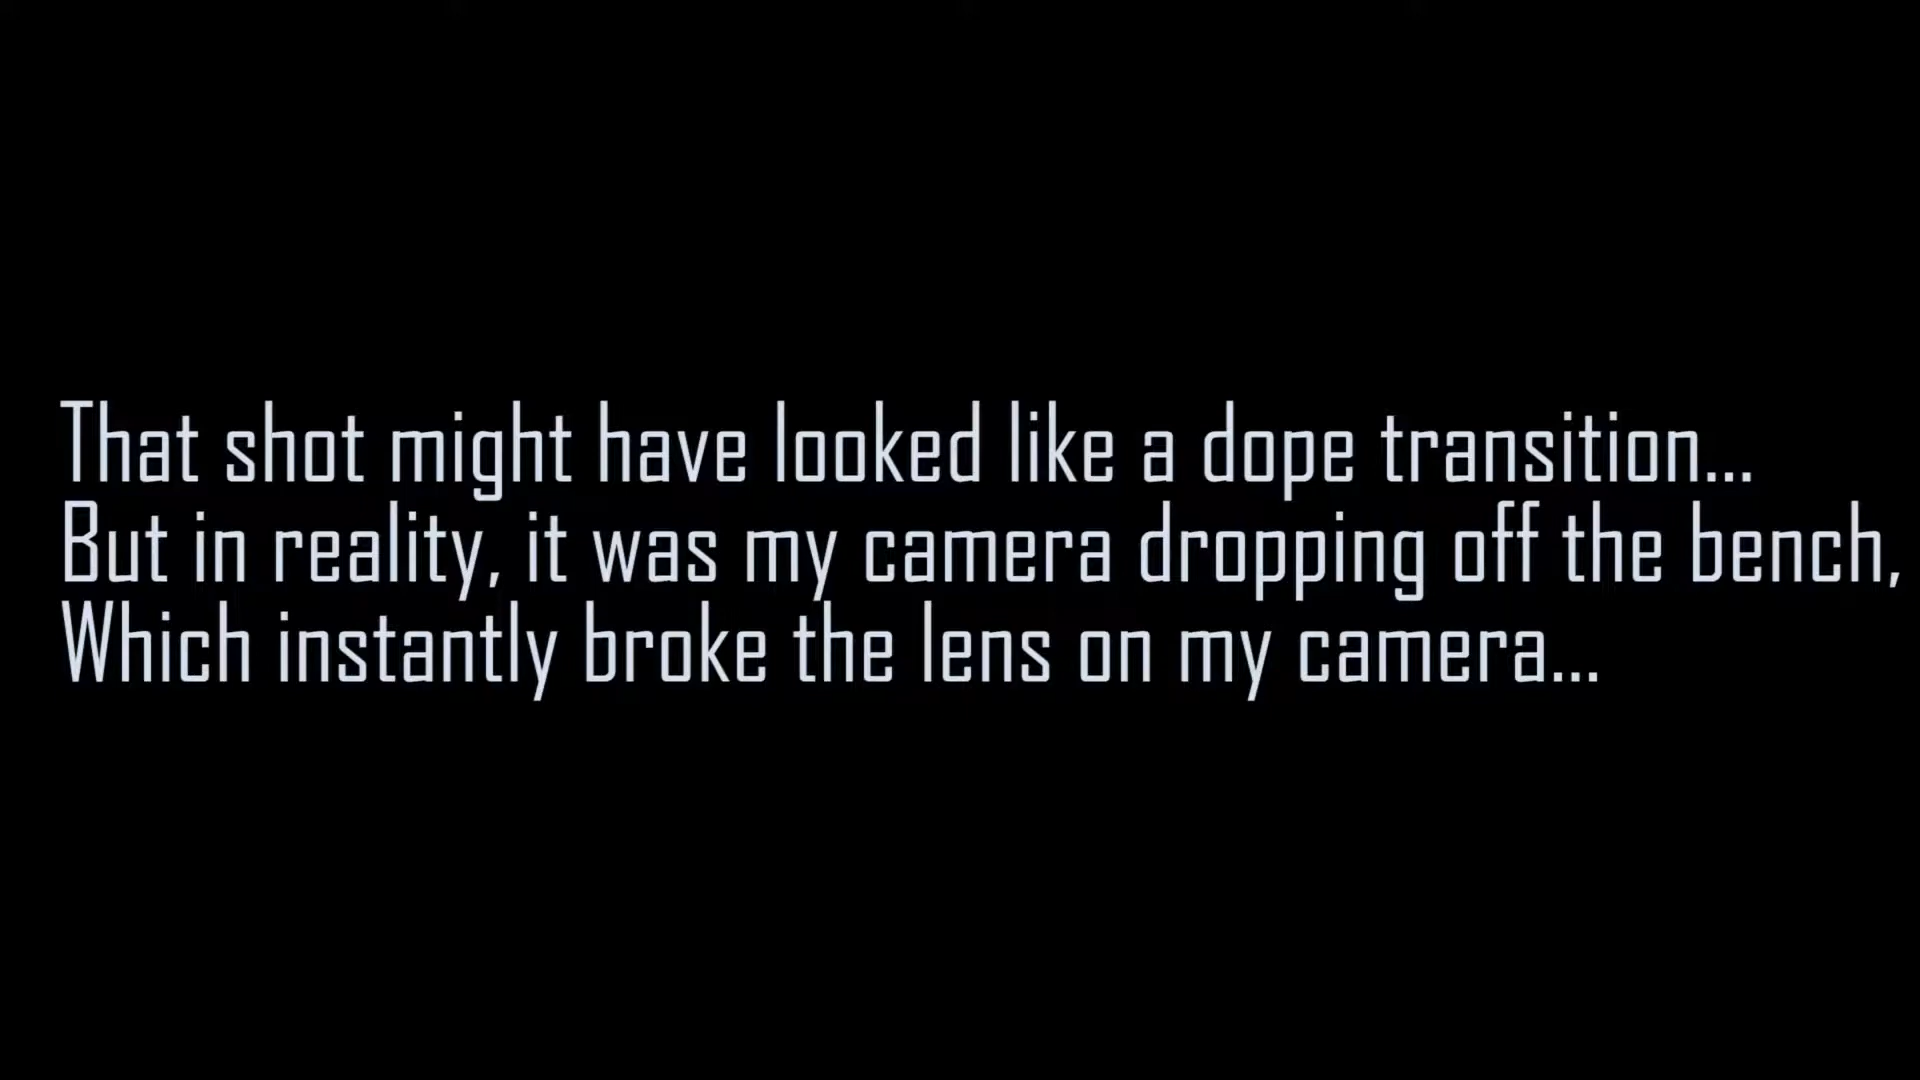 That shot might have looked like a dope transition...
But in reality, it was my camera dropping off the bench,
Which instantly broke the lens on my camera...